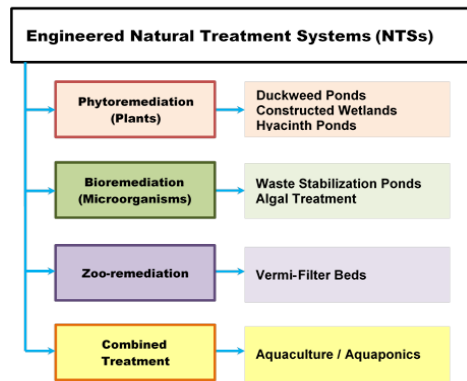 Engineered Natural Treatment Systems (NTSs)
Phytoremediation
(Plants)
Duckweed Ponds
Constructed Wetlands
Hyacinth Ponds
Bioremediation
(Microorganisms)
Waste Stabilization Ponds
Algal Treatment
Zoo-remediation
Vermi-Filter Beds
Combined
Treatment
Aquaculture / Aquaponics